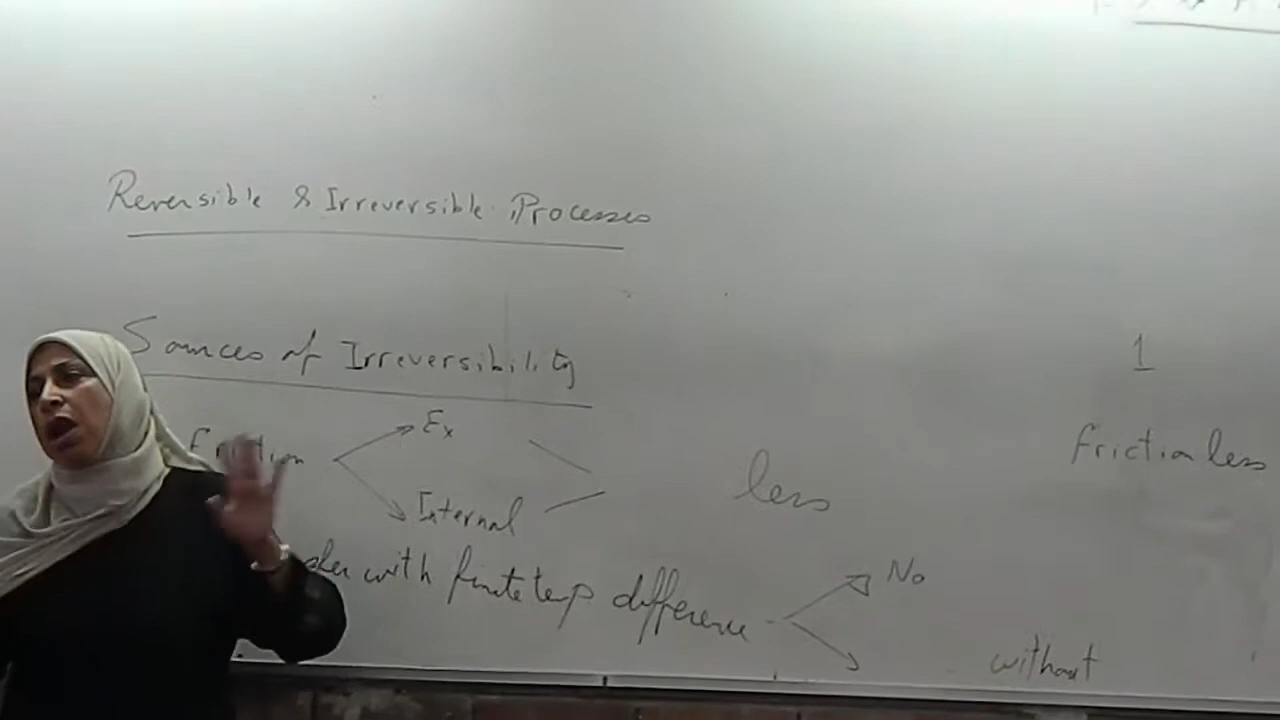 Reversible & Irreversible Processes
Sources of Irreversibility
1
Friction
Ex
Internal
less
frictionless
with finite temp difference
No
without